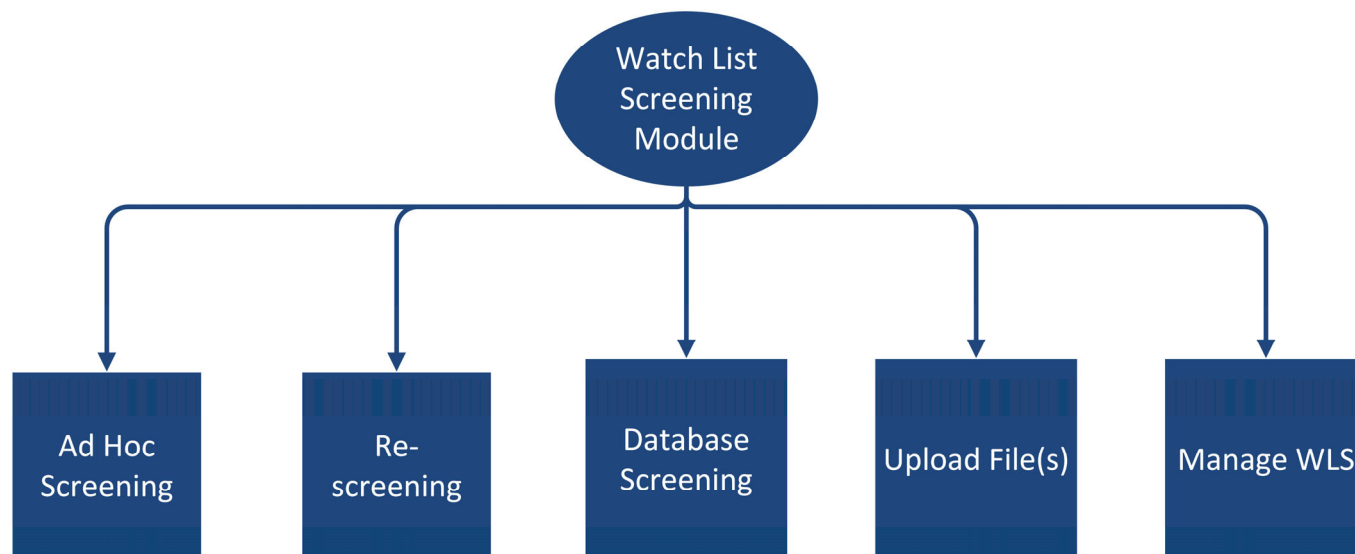 Watch List
Screening
Module
Ad Hoc
Screening
Re-
screening
Database
Screening
Upload File(s)
Manage WLS